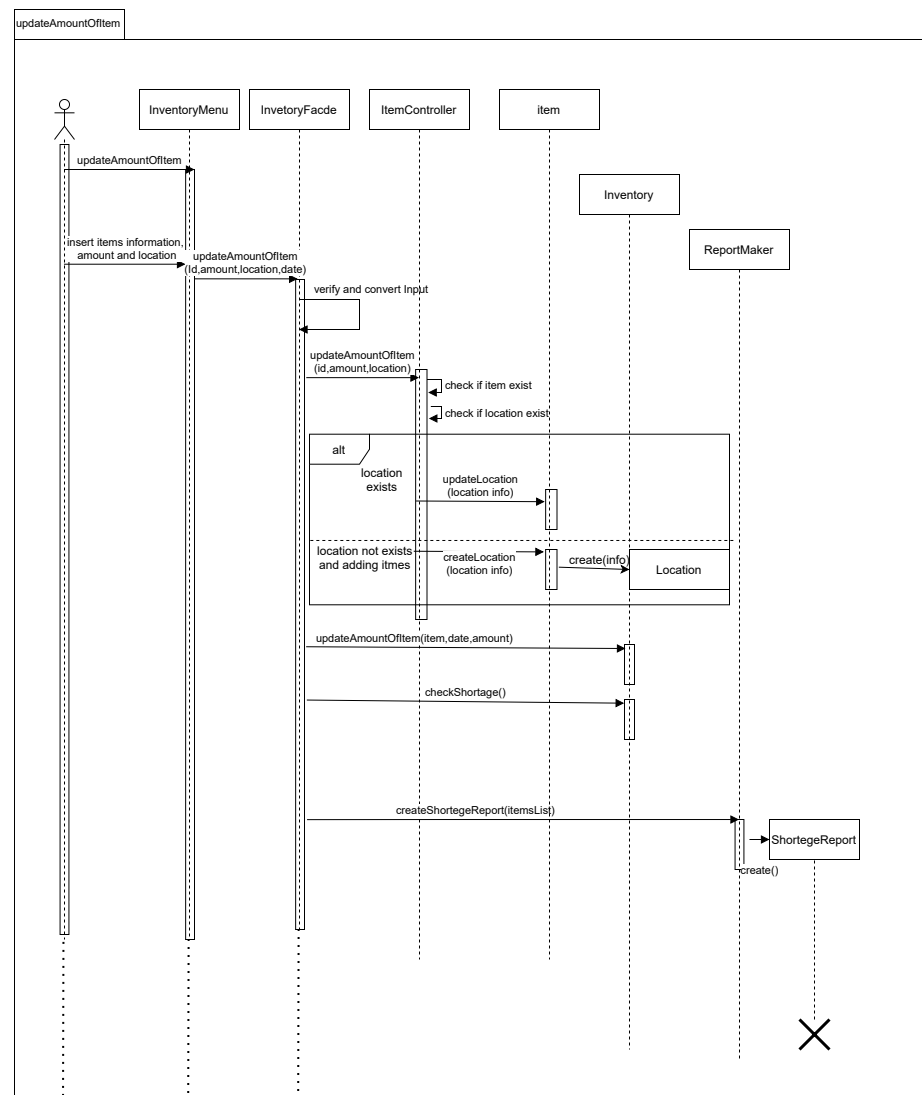 updateAmountOfItem
InventoryMenu
InvetoryFacde
ItemController
item
updateAmountOfItem
Inventory
insert items information,
amount and location
updateAmountOfItem
(Id,amount,location,date)
ReportMaker
verify and convert Input
updateAmountOfItem
(id,amount,location)
check if item exist
check if location exist
alt
location
exists
updateLocation
(location info)
location not exists
and adding itmes
createLocation
(location info)
create(info)
Location
updateAmountOfItem(item,date,amount)
checkShortage()
createShortegeReport(itemsList)
ShortegeReport
create()